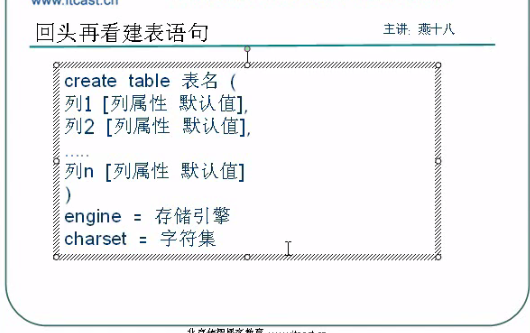 www.itcast.cn
回头再看建表语句
主讲: 燕十八
create table 表名 (
列1 [列属性 默认值],
列2 [列属性 默认值],
.....
列n [列属性 默认值]
)
engine = 存储引擎
charset = 字符集